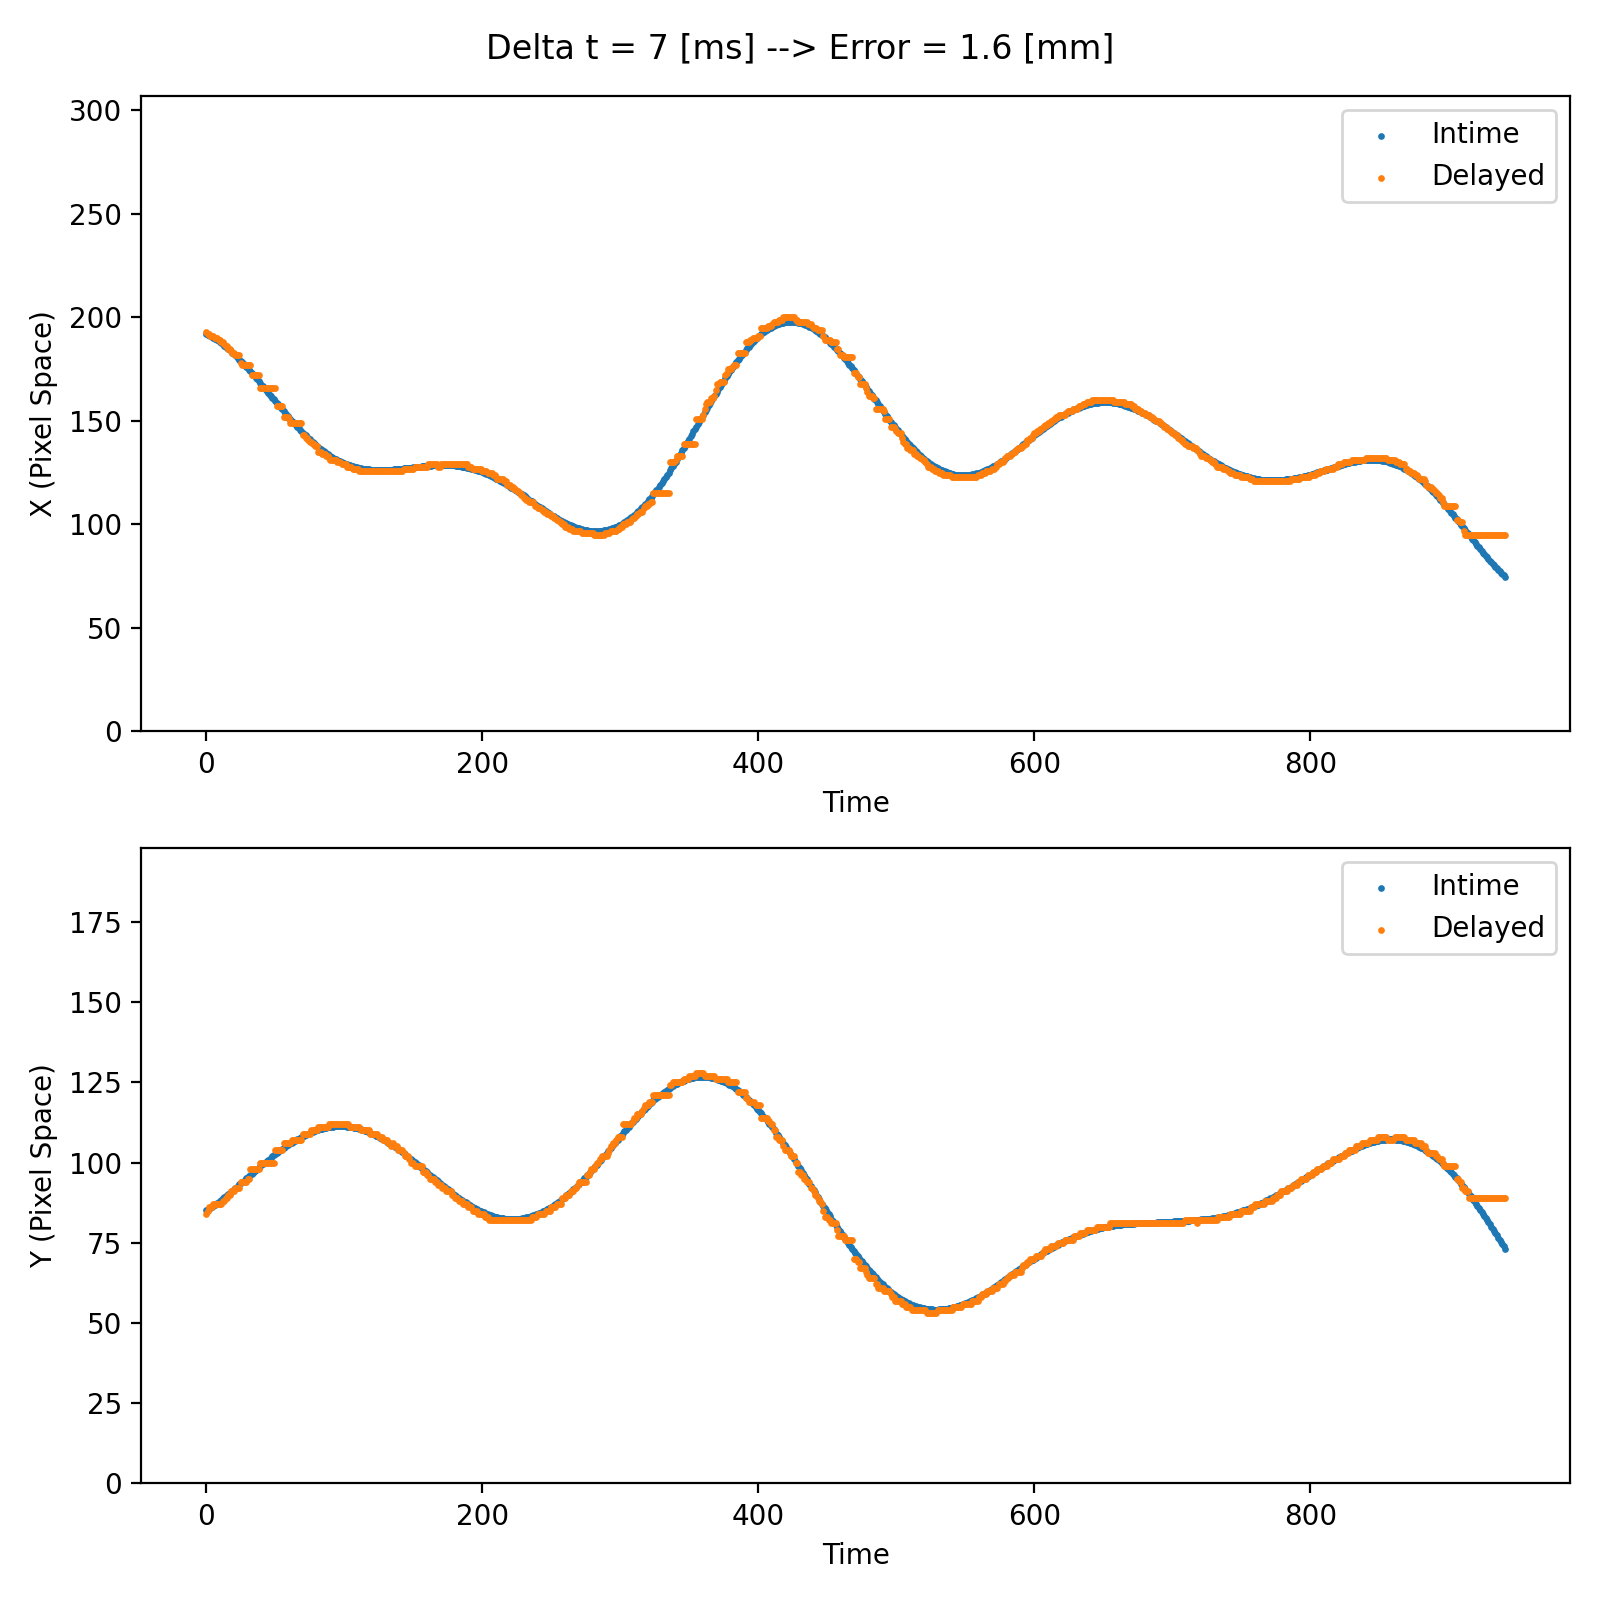 Delta t = 7 [ms] --> Error = 1.6 [mm]
300
250
200
150
100
50
0
X (Pixel Space)
Intime
Delayed
0 200 400 600 800
Time
175
150
125
100
75
50
25
0
Y (Pixel Space)
Intime
Delayed
0 200 400 600 800
Time